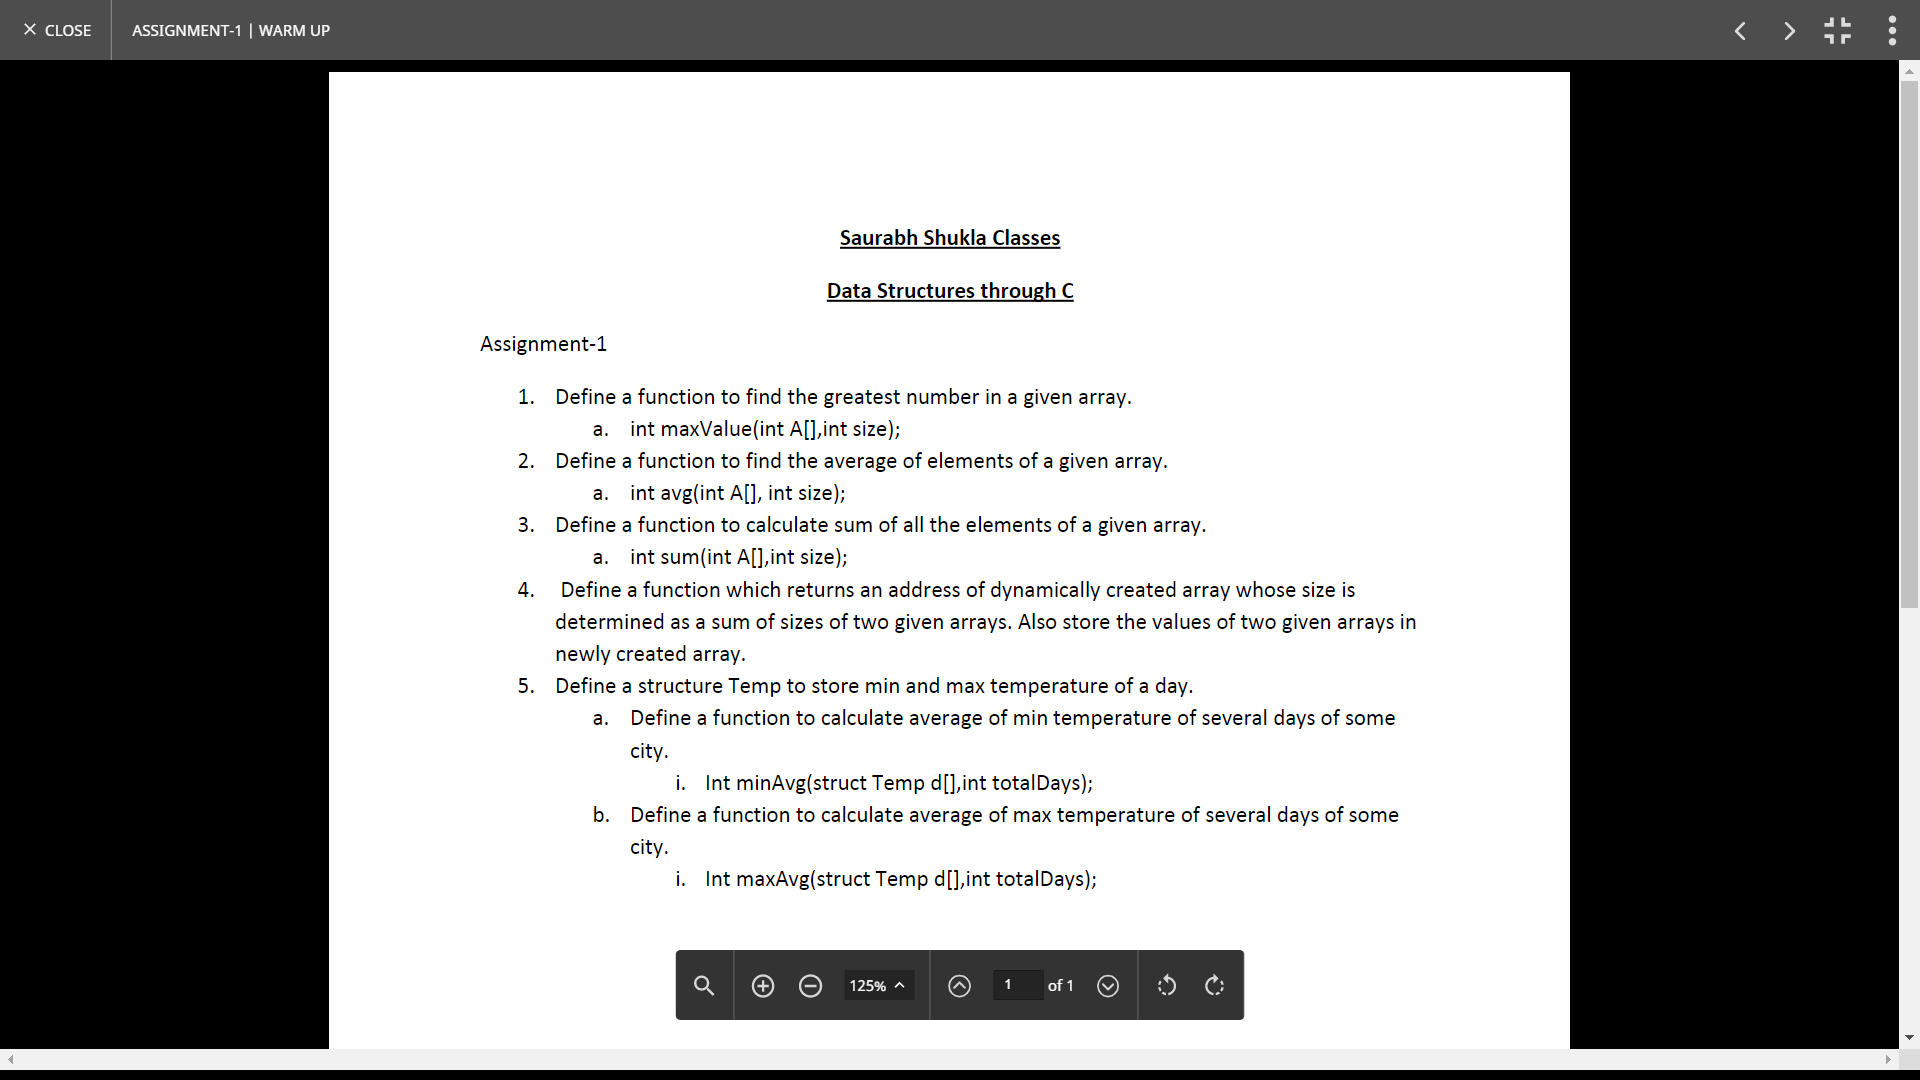 CLOSE
ASSIGNMENT-1 | WARM UP
Saurabh Shukla Classes
Data Structures through C
Assignment-1
1. Define a function to find the greatest number in a given array.
a. int maxValue(int A[],int size);
2. Define a function to find the average of elements of a given array.
a. int avg(int A[], int size);
3. Define a function to calculate sum of all the elements of a given array.
a. int sum(int A[],int size);
4. Define a function which returns an address of dynamically created array whose size is
determined as a sum of sizes of two given arrays. Also store the values of two given arrays in
newly created array.
5. Define a structure Temp to store min and max temperature of a day.
a. Define a function to calculate average of min temperature of several days of some
city.
i. Int minAvg(struct Temp d[],int totalDays);
b. Define a function to calculate average of max temperature of several days of some
city.
i. Int maxAvg(struct Temp d[],int totalDays);
125% 1 of 1